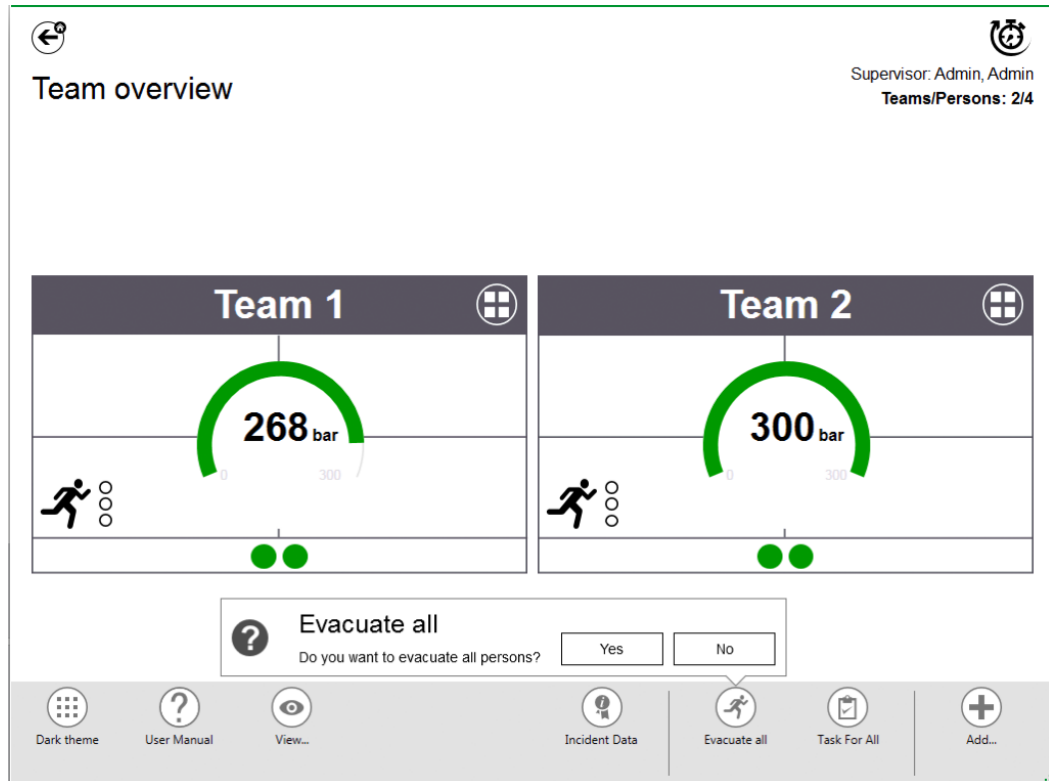 Team overview
Supervisor: Admin, Admin
Teams/Persons: 2/4
Team 1
268 bar
0
300
Team 2
300 bar
0
300
?
Evacuate all
Do you want to evacuate all persons?
Yes
No
?
i
Dark theme
User Manual
View...
Incident Data
Evacuate all
Task For All
Add...